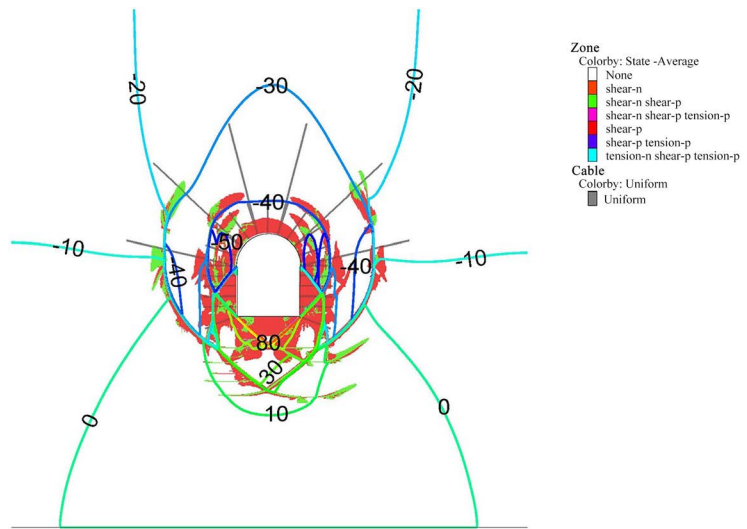 -20
-30
-20
-40
-50
-40
-40
-10
-10
80
30
10
0
0
Zone
Colorby: State -Average
None
shear-n
shear-n shear-p
shear-n shear-p tension-p
shear-p
shear-p tension-p
tension-n shear-p tension-p
Cable
Colorby: Uniform
Uniform